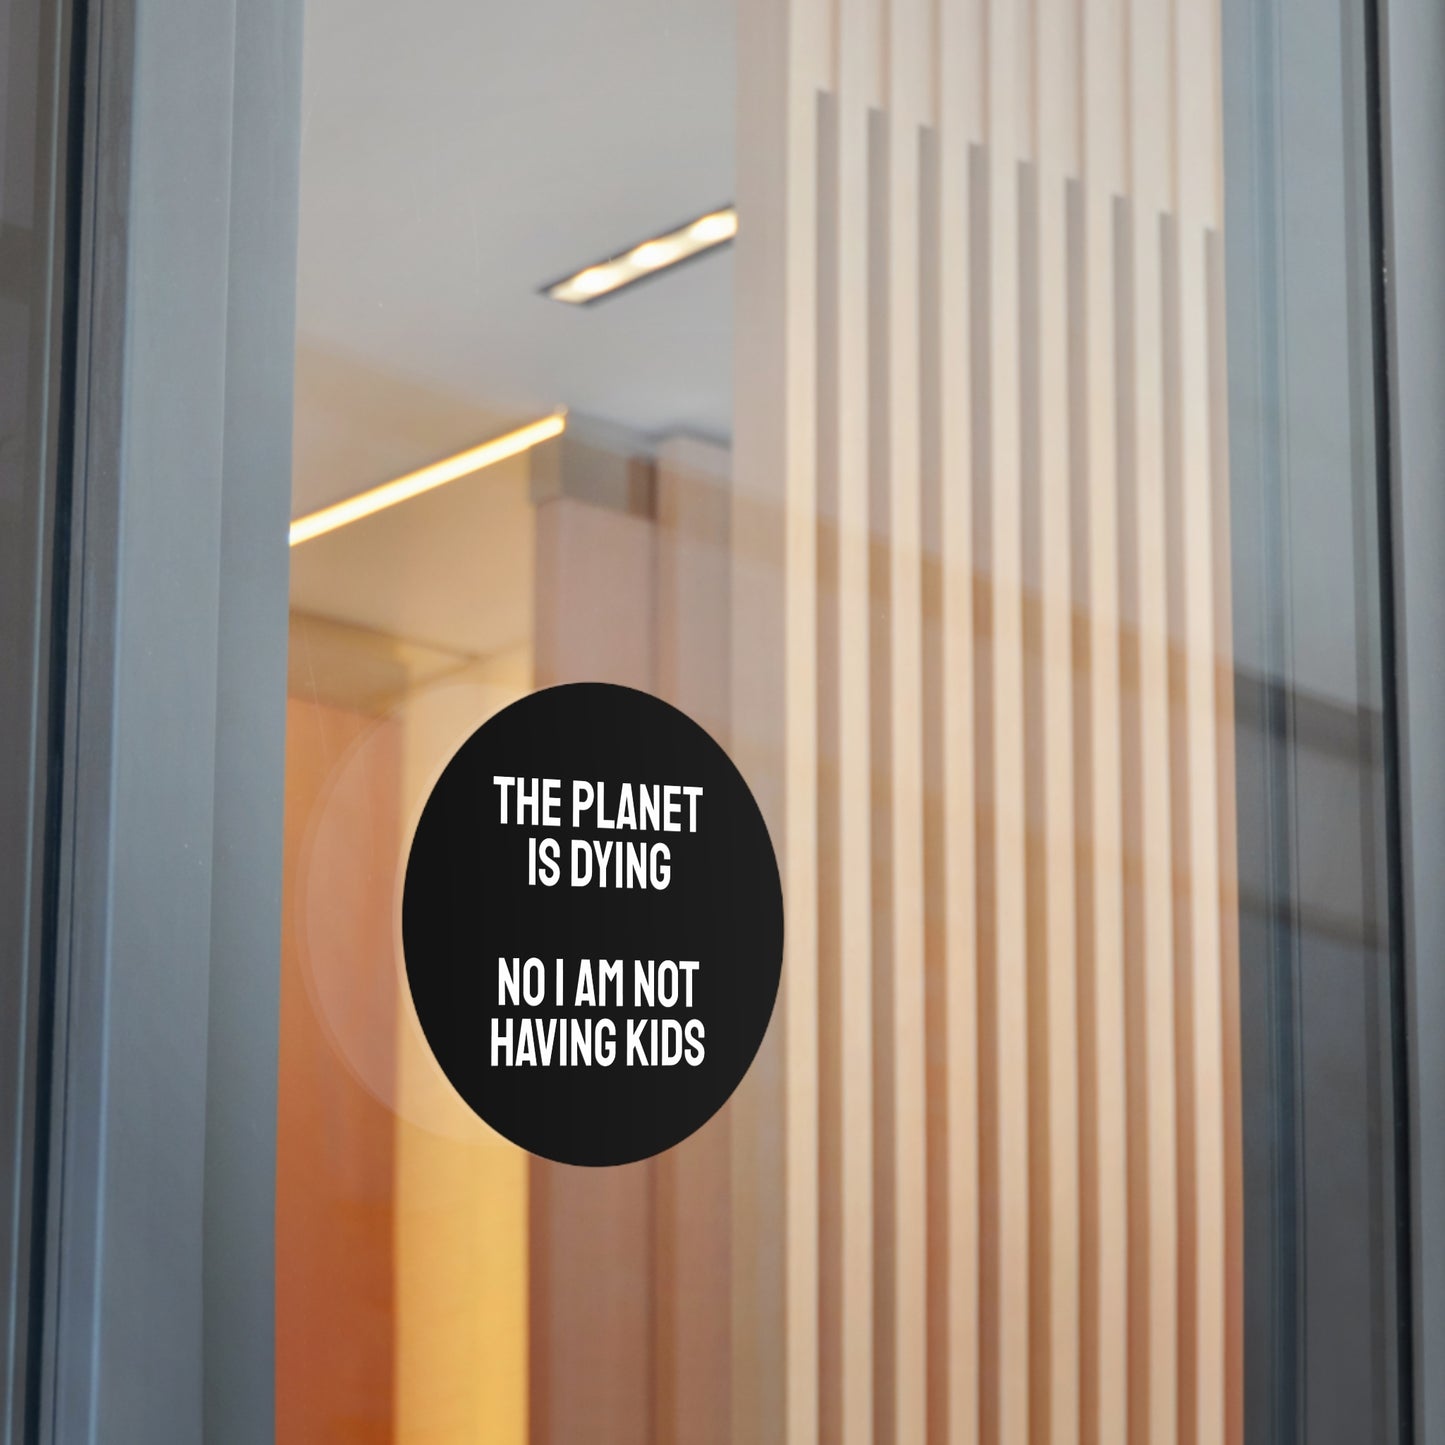 THE PLANET
IS DYING
NO I AM NOT
HAVING KIDS